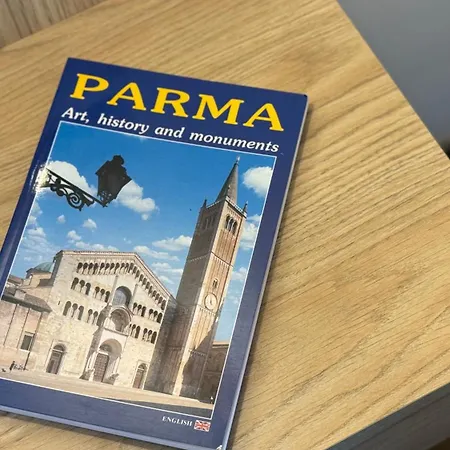 PARMA
Art, history and monuments
ENGLISH